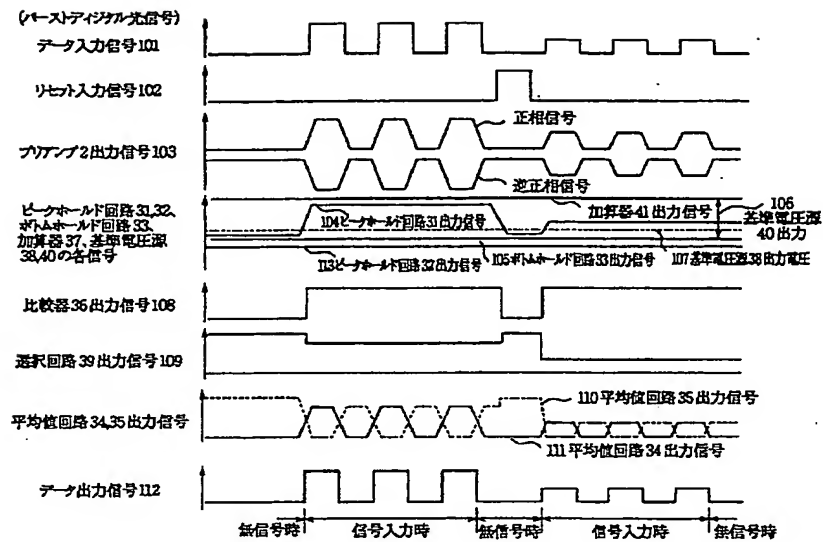 (バーストディジタル光信号)
データ入力信号101
リセット入力信号102
プリアンプ2出力信号103
正相信号
逆正相信号
ピークホールド回路31,32、
ボトムホールド回路33、
加算器37、基準電圧源
38,40の各信号
104ピークホールド回路31出力信号
加算器41出力信号
106
基準電圧源
40出力
113ピークホールド回路32出力信号
105ボトムホールド回路33出力信号
107基準電圧源38出力電圧
比較器36出力信号108
選択回路39出力信号109
平均値回路34,35出力信号
110平均値回路35出力信号
111平均値回路34出力信号
データ出力信号112
無信号時
信号入力時
無信号時
信号入力時
無信号時